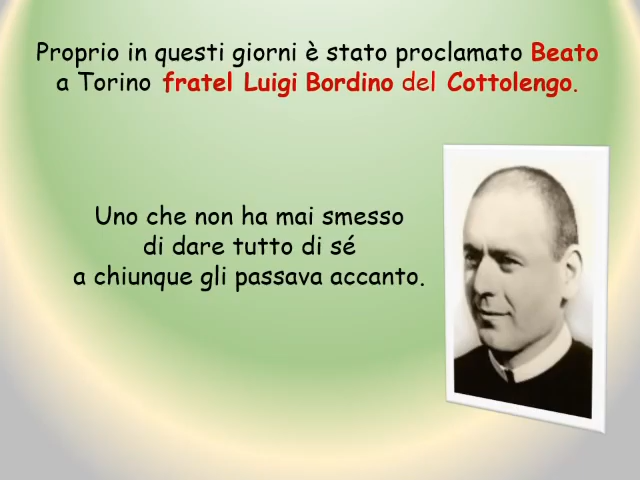 Proprio in questi giorni è stato proclamato Beato
a Torino fratel Luigi Bordino del Cottolengo.
Uno che non ha mai smesso
di dare tutto di sé
a chiunque gli passava accanto.